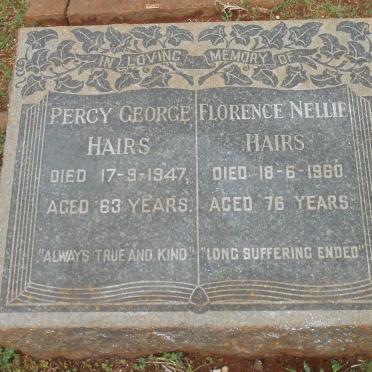 IN LOVING MEMORY OF
PERCY GEORGE
HAIRS
DIED 17-9-1947,
AGED 63 YEARS.
"ALWAYS TRUE AND KIND"
FLORENCE NELLIE
HAIRS
DIED 18-6-1960.
AGED 76 YEARS.
"LONG SUFFERING ENDED"